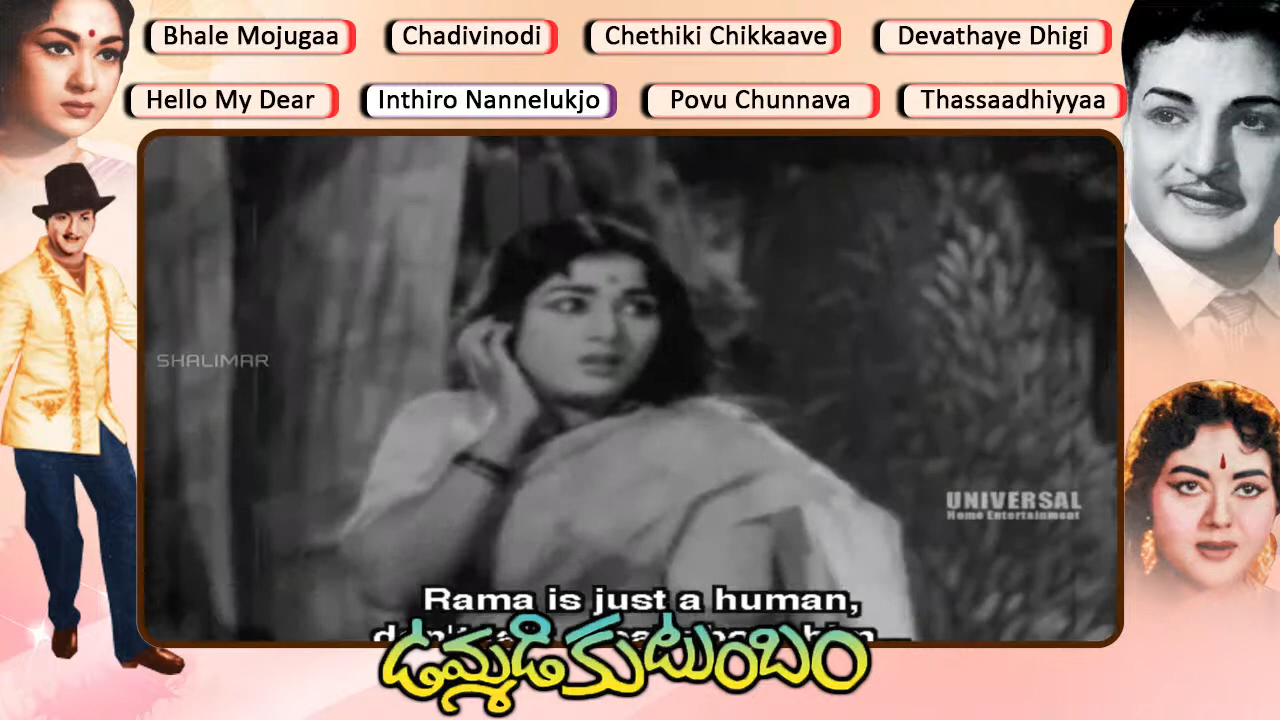 Bhale Mojugaa
Chadivinodi
Chethiki Chikkaave
Devathaye Dhigi
Hello My Dear
Inthiro Nannelukjo
Povu Chunnava
Thassaadhiyyaa
SHALIMAR
UNIVERSAL
Home Entertainment
Rama is just a human,
ఉమ్మడి కుటుంబం